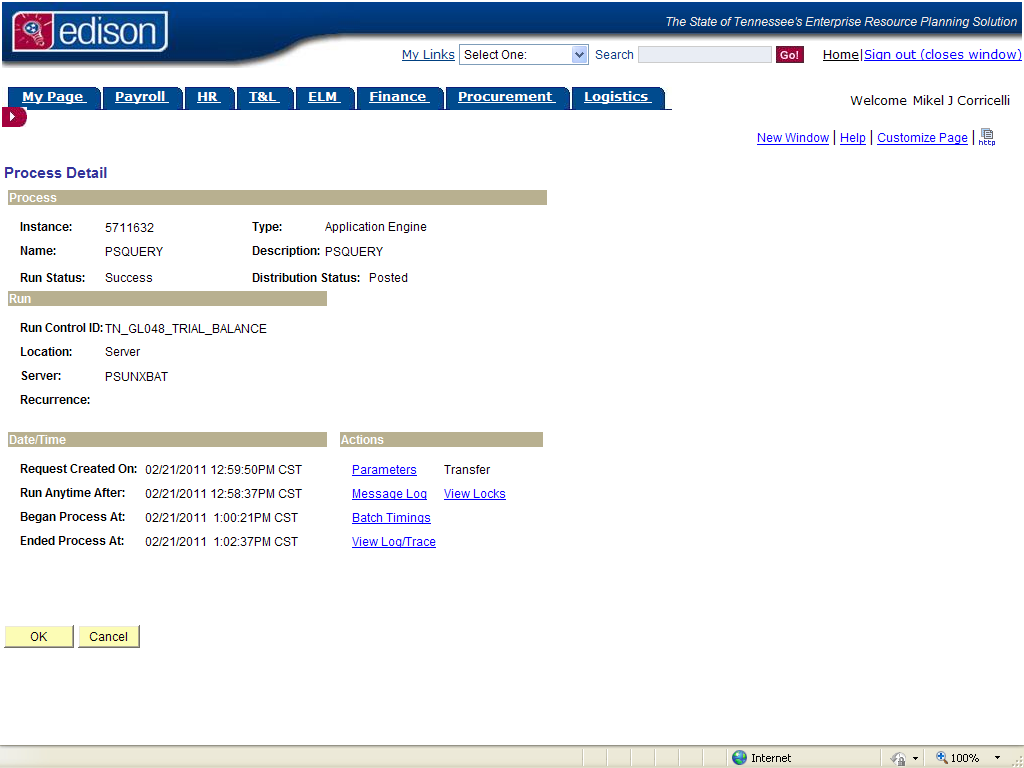 edison
The State of Tennessee's Enterprise Resource Planning Solution
My Links Select One: Search Go! Home|Sign out (closes window)
My Page Payroll HR T&L ELM Finance Procurement Logistics
Welcome Mikel J Corricelli
New Window | Help | Customize Page | http
Process Detail
Process
Instance: 5711632 Type: Application Engine
Name: PSQUERY Description: PSQUERY
Run Status: Success Distribution Status: Posted
Run
Run Control ID: TN_GL048_TRIAL_BALANCE
Location: Server
Server: PSUNXBAT
Recurrence:
Date/Time Actions
Request Created On: 02/21/2011 12:59:50PM CST Parameters Transfer
Run Anytime After: 02/21/2011 12:58:37PM CST Message Log View Locks
Began Process At: 02/21/2011 1:00:21PM CST Batch Timings
Ended Process At: 02/21/2011 1:02:37PM CST View Log/Trace
OK Cancel
Internet 100%